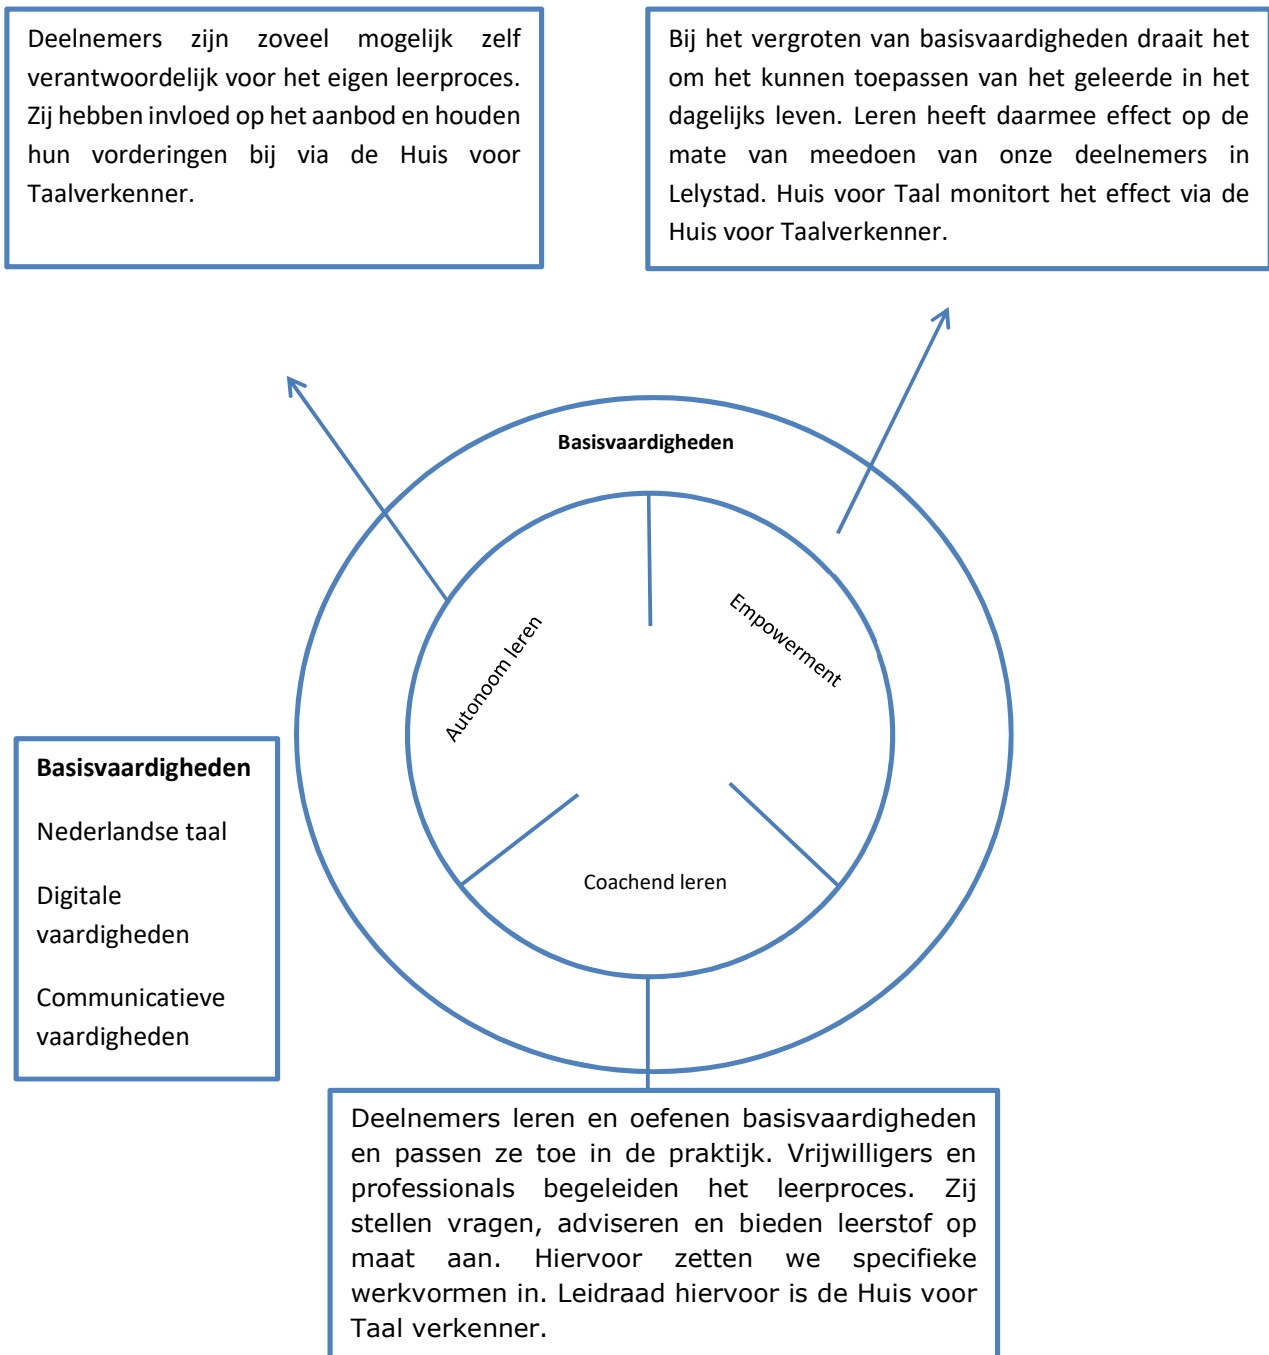 Deelnemers zijn zoveel mogelijk zelf
verantwoordelijk voor het eigen leerproces.
Zij hebben invloed op het aanbod en houden
hun vorderingen bij via de Huis voor
Taalverkenner.
Bij het vergroten van basisvaardigheden draait het
om het kunnen toepassen van het geleerde in het
dagelijks leven. Leren heeft daarmee effect op de
mate van meedoen van onze deelnemers in
Lelystad. Huis voor Taal monitort het effect via de
Huis voor Taalverkenner.
Basisvaardigheden
Autonoom leren
Empowerment
Coachend leren
Basisvaardigheden
Nederlandse taal
Digitale
vaardigheden
Communicatieve
vaardigheden
Deelnemers leren en oefenen basisvaardigheden
en passen ze toe in de praktijk. Vrijwilligers en
professionals begeleiden het leerproces. Zij
stellen vragen, adviseren en bieden leerstof op
maat aan. Hiervoor zetten we specifieke
werkvormen in. Leidraad hiervoor is de Huis voor
Taal verkenner.